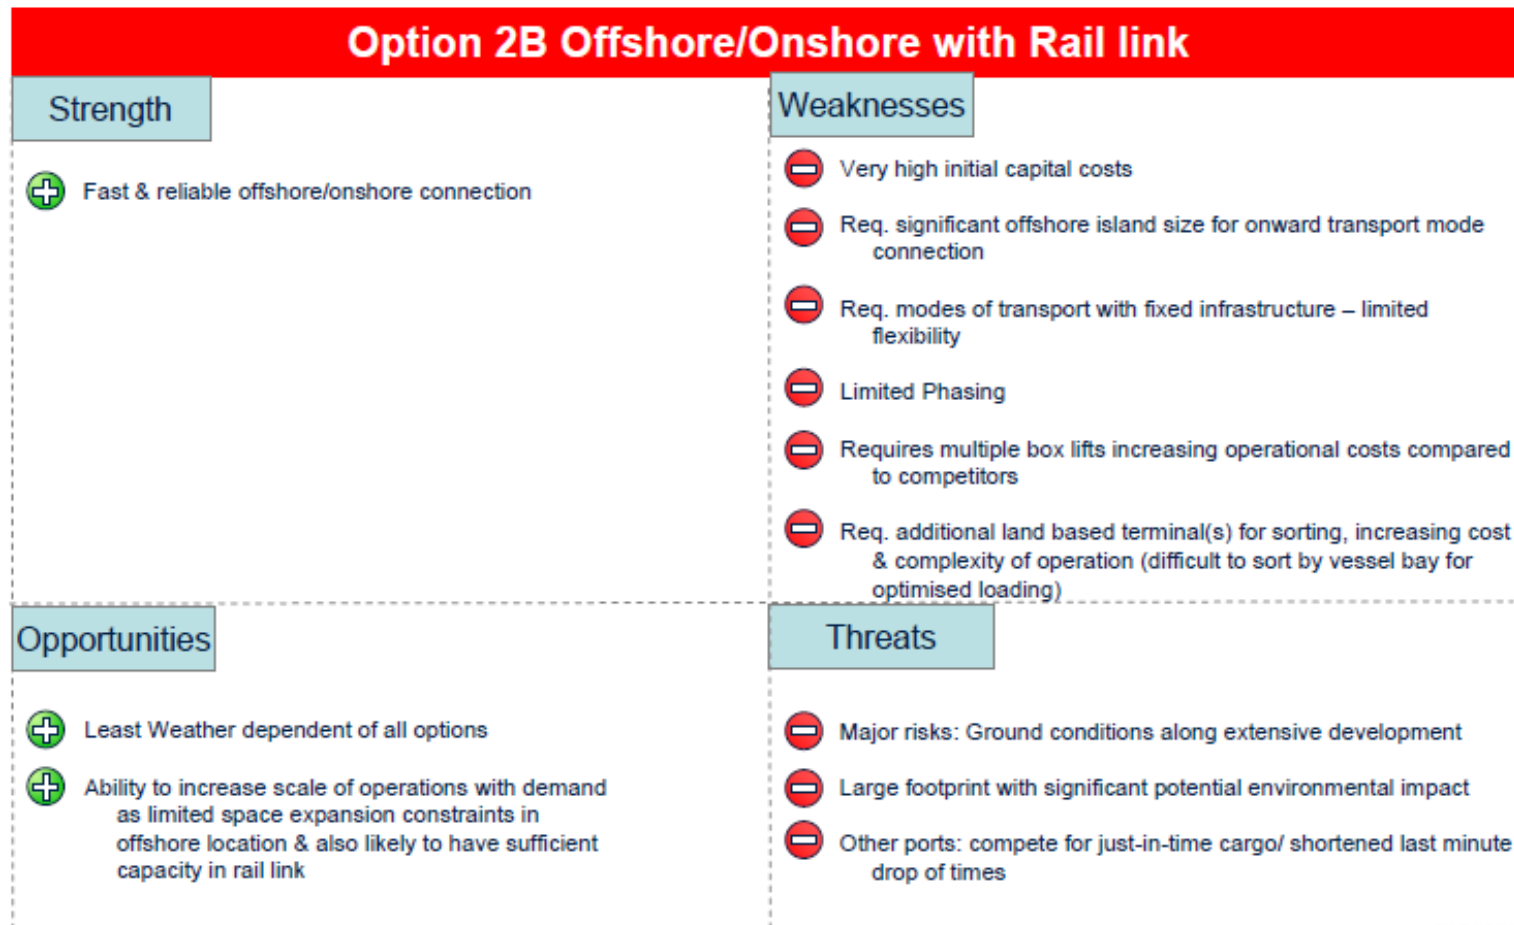 Option 2B Offshore/Onshore with Rail link
Strength
Fast & reliable offshore/onshore connection
Weaknesses
Very high initial capital costs
Req. significant offshore island size for onward transport mode
connection
Req. modes of transport with fixed infrastructure – limited
flexibility
Limited Phasing
Requires multiple box lifts increasing operational costs compared
to competitors
Req. additional land based terminal(s) for sorting, increasing cost
& complexity of operation (difficult to sort by vessel bay for
optimised loading)
Opportunities
Least Weather dependent of all options
Ability to increase scale of operations with demand
as limited space expansion constraints in
offshore location & also likely to have sufficient
capacity in rail link
Threats
Major risks: Ground conditions along extensive development
Large footprint with significant potential environmental impact
Other ports: compete for just-in-time cargo/ shortened last minute
drop of times